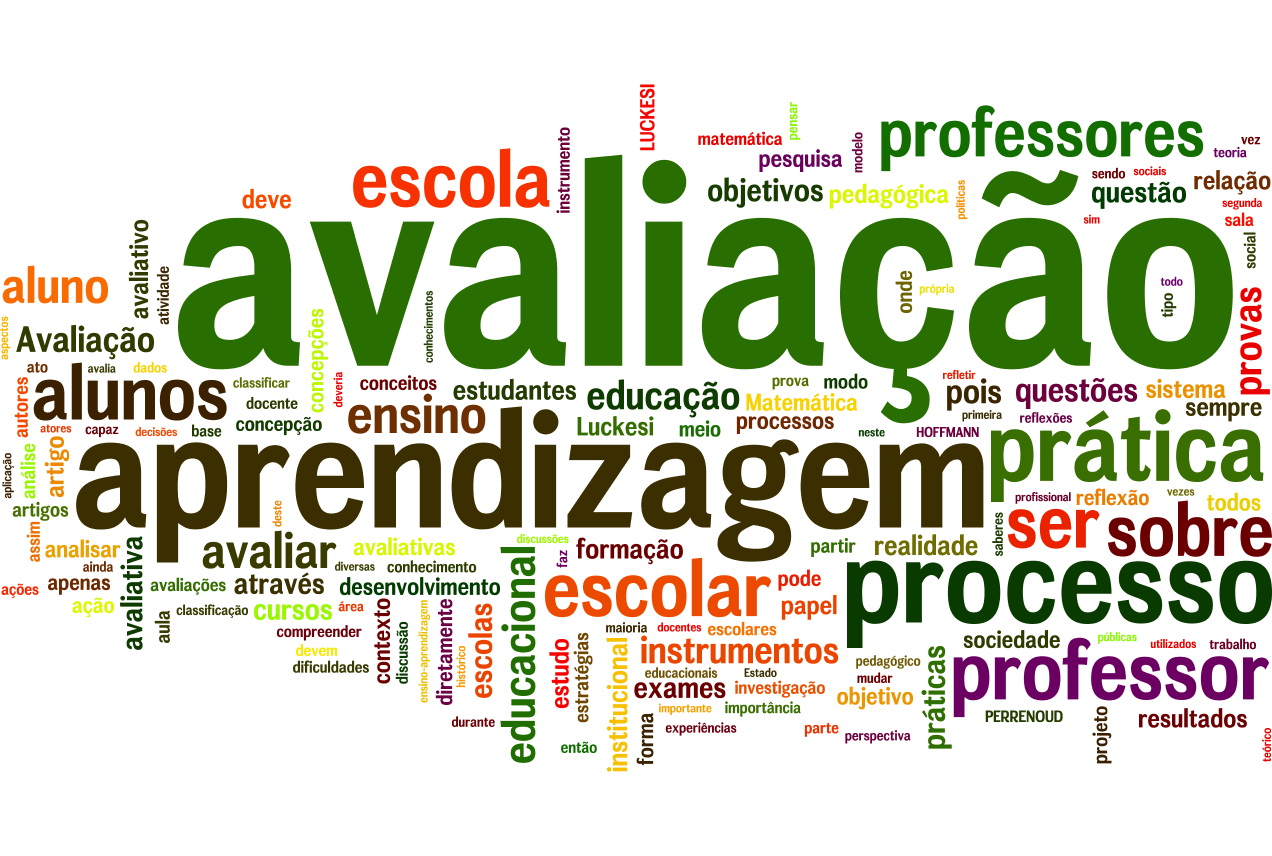 LUCKESI
pensar
matemática
professores
instrumento
pesquisa
modelo
vez
teoria
escola
deve
objetivos
pedagógica
políticas
sendo
sociais
questão
relação
segunda
sim
sala
avaliação
avaliativo
atividade
aluno
onde
própria
todo
tipo
social
provas
aspectos
Avaliação
conhecimentos
concepções
ato
avalia
dados
alunos
classificar
docente
concepção
deveria
conceitos
ensino
estudantes
educação
prova
modo
Matemática
refletir
pois
primeira
questões
reflexões
sistema
sempre
autores
atores
capaz
decisões
base
Luckesi
meio
processos
neste
HOFFMANN
prática
aplicação
análise
artigo
artigos
aprendizagem
deste
profissional
reflexão
vezes
todos
saberes
ser
sobre
assim
analisar
ainda
avaliativa
avaliar
avaliativas
diversas
conhecimento
discussões
faz
formação
partir
realidade
ações
apenas
ação
avaliações
através
desenvolvimento
educacional
escolar
pode
papel
processo
aula
classificação
cursos
área
compreender
devem
dificuldades
contexto
discussão
ensino-aprendizagem
diretamente
histórico
escolas
estudo
estratégias
maioria
docentes
escolares
instrumentos
institucional
educacionais
Estado
exames
investigação
pedagógico
mudar
objetivo
práticas
sociedade
públicas
utilizados
trabalho
professor
durante
então
forma
importante
importância
experiências
parte
perspectiva
PERRENOUD
projeto
resultados
teórico